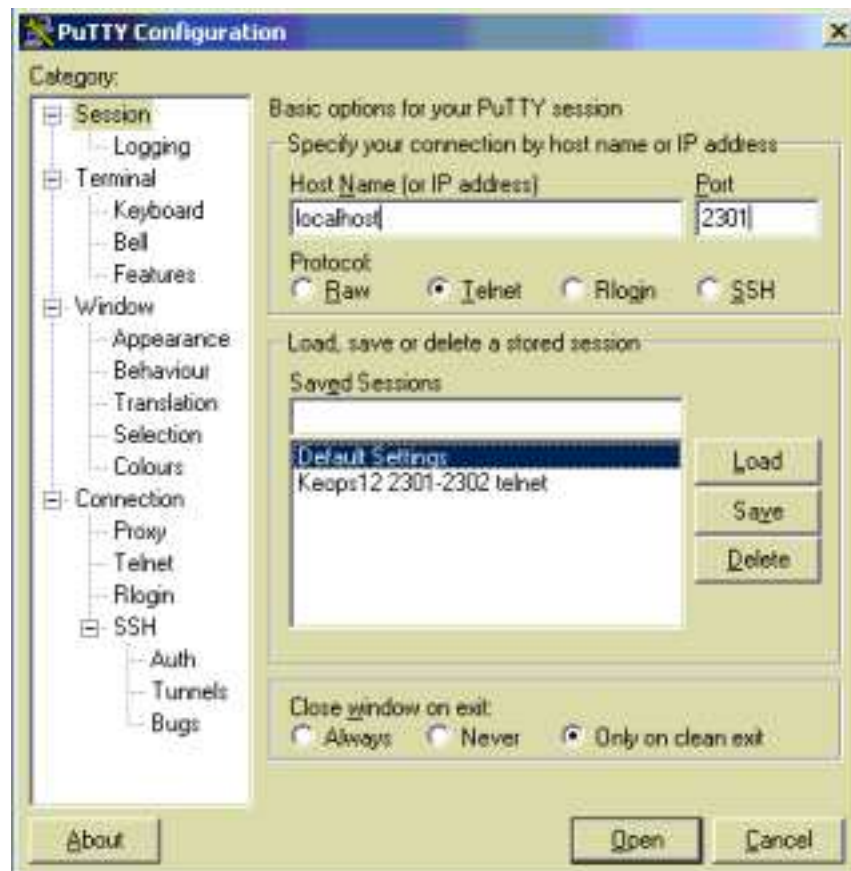 PuTTY Configuration
Category:
Session
Logging
Terminal
Keyboard
Bell
Features
Window
Appearance
Behaviour
Translation
Selection
Colours
Connection
Proxy
Telnet
Rlogin
SSH
Auth
Tunnels
Bugs
Basic options for your PuTTY session
Specify your connection by host name or IP address
Host Name (or IP address) Port
localhost 2301
Protocol:
Raw Telnet Rlogin SSH
Load, save or delete a stored session
Saved Sessions
Default Settings
Keops12 2301-2302 telnet
Load
Save
Delete
Close window on exit:
Always Never Only on clean exit
About Open Cancel